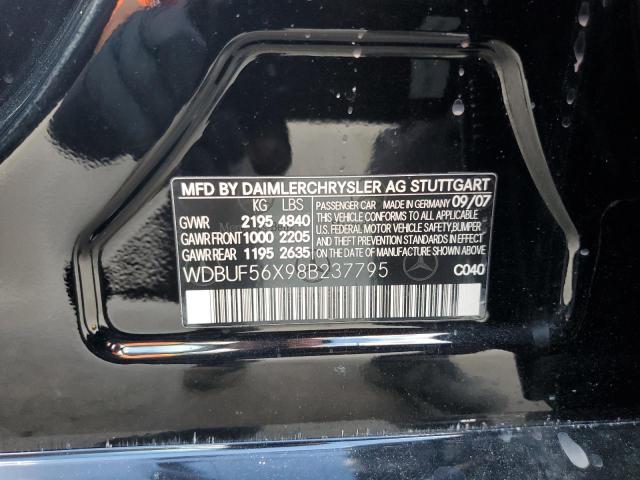 MFD BY DAIMLERCHRYSLER AG STUTTGART
KG LBS PASSENGER CAR MADE IN GERMANY 09/07
GVWR 2195 4840 THIS VEHICLE CONFORMS TO ALL APPLICABLE
GAWR FRONT 1000 2205 U.S. FEDERAL MOTOR VEHICLE SAFETY, BUMPER
GAWR REAR 1195 2635 AND THEFT PREVENTION STANDARDS IN EFFECT
ON THE DATE OF MANUFACTURE SHOWN ABOVE
WDBUF56X98B237795 C040